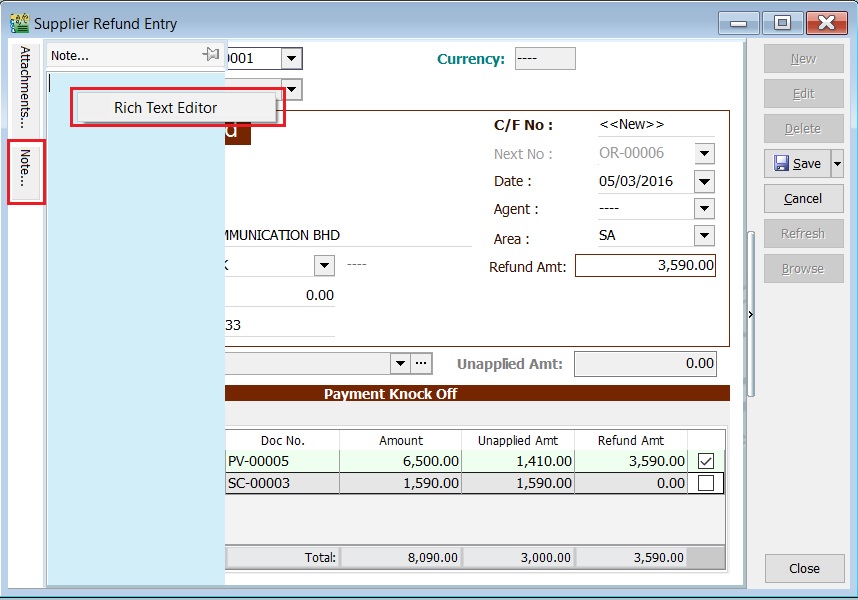 Supplier Refund Entry
Attachments...
Note...
Note...
Rich Text Editor
Currency: ----
C/F No : <<New>>
Next No : OR-00006
Date : 05/03/2016
Agent : ----
Area : SA
Refund Amt: 3,590.00
MMUNICATION BHD
----
0.00
33
Unapplied Amt: 0.00
Payment Knock Off
Doc No. Amount Unapplied Amt Refund Amt
PV-00005 6,500.00 1,410.00 3,590.00
SC-00003 1,590.00 1,590.00 0.00
Total: 8,090.00 3,000.00 3,590.00
New
Edit
Delete
Save
Cancel
Refresh
Browse
Close